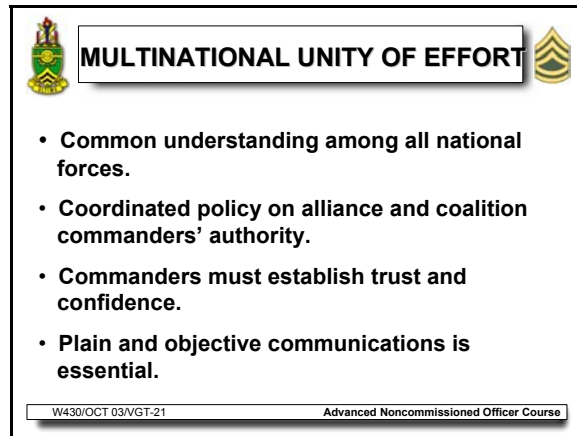 MULTINATIONAL UNITY OF EFFORT
• Common understanding among all national
forces.
• Coordinated policy on alliance and coalition
commanders’ authority.
• Commanders must establish trust and
confidence.
• Plain and objective communications is
essential.
W430/OCT 03/VGT-21 Advanced Noncommissioned Officer Course